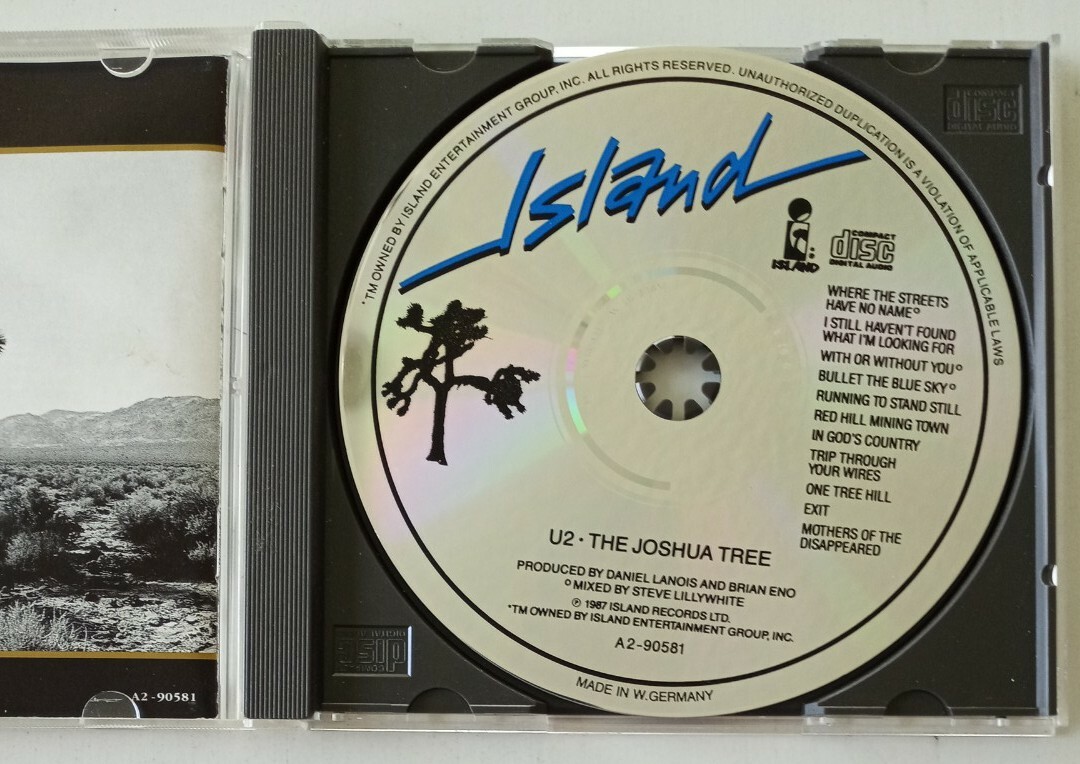 *TM OWNED BY ISLAND ENTERTAINMENT GROUP, INC. ALL RIGHTS RESERVED. UNAUTHORIZED DUPLICATION IS A VIOLATION OF APPLICABLE LAWS
Island
ISLAND
COMPACT
disc
DIGITAL AUDIO
COMPACT
disc
DIGITAL AUDIO
WHERE THE STREETS
HAVE NO NAME°
I STILL HAVEN'T FOUND
WHAT I'M LOOKING FOR
WITH OR WITHOUT YOU°
BULLET THE BLUE SKY°
RUNNING TO STAND STILL
RED HILL MINING TOWN
IN GOD'S COUNTRY
TRIP THROUGH
YOUR WIRES
ONE TREE HILL
EXIT
MOTHERS OF THE
DISAPPEARED
U2 · THE JOSHUA TREE
PRODUCED BY DANIEL LANOIS AND BRIAN ENO
° MIXED BY STEVE LILLYWHITE
℗ 1987 ISLAND RECORDS LTD.
*TM OWNED BY ISLAND ENTERTAINMENT GROUP, INC.
A2-90581
MADE IN W. GERMANY
COMPACT
disc
DIGITAL AUDIO
A2-90581